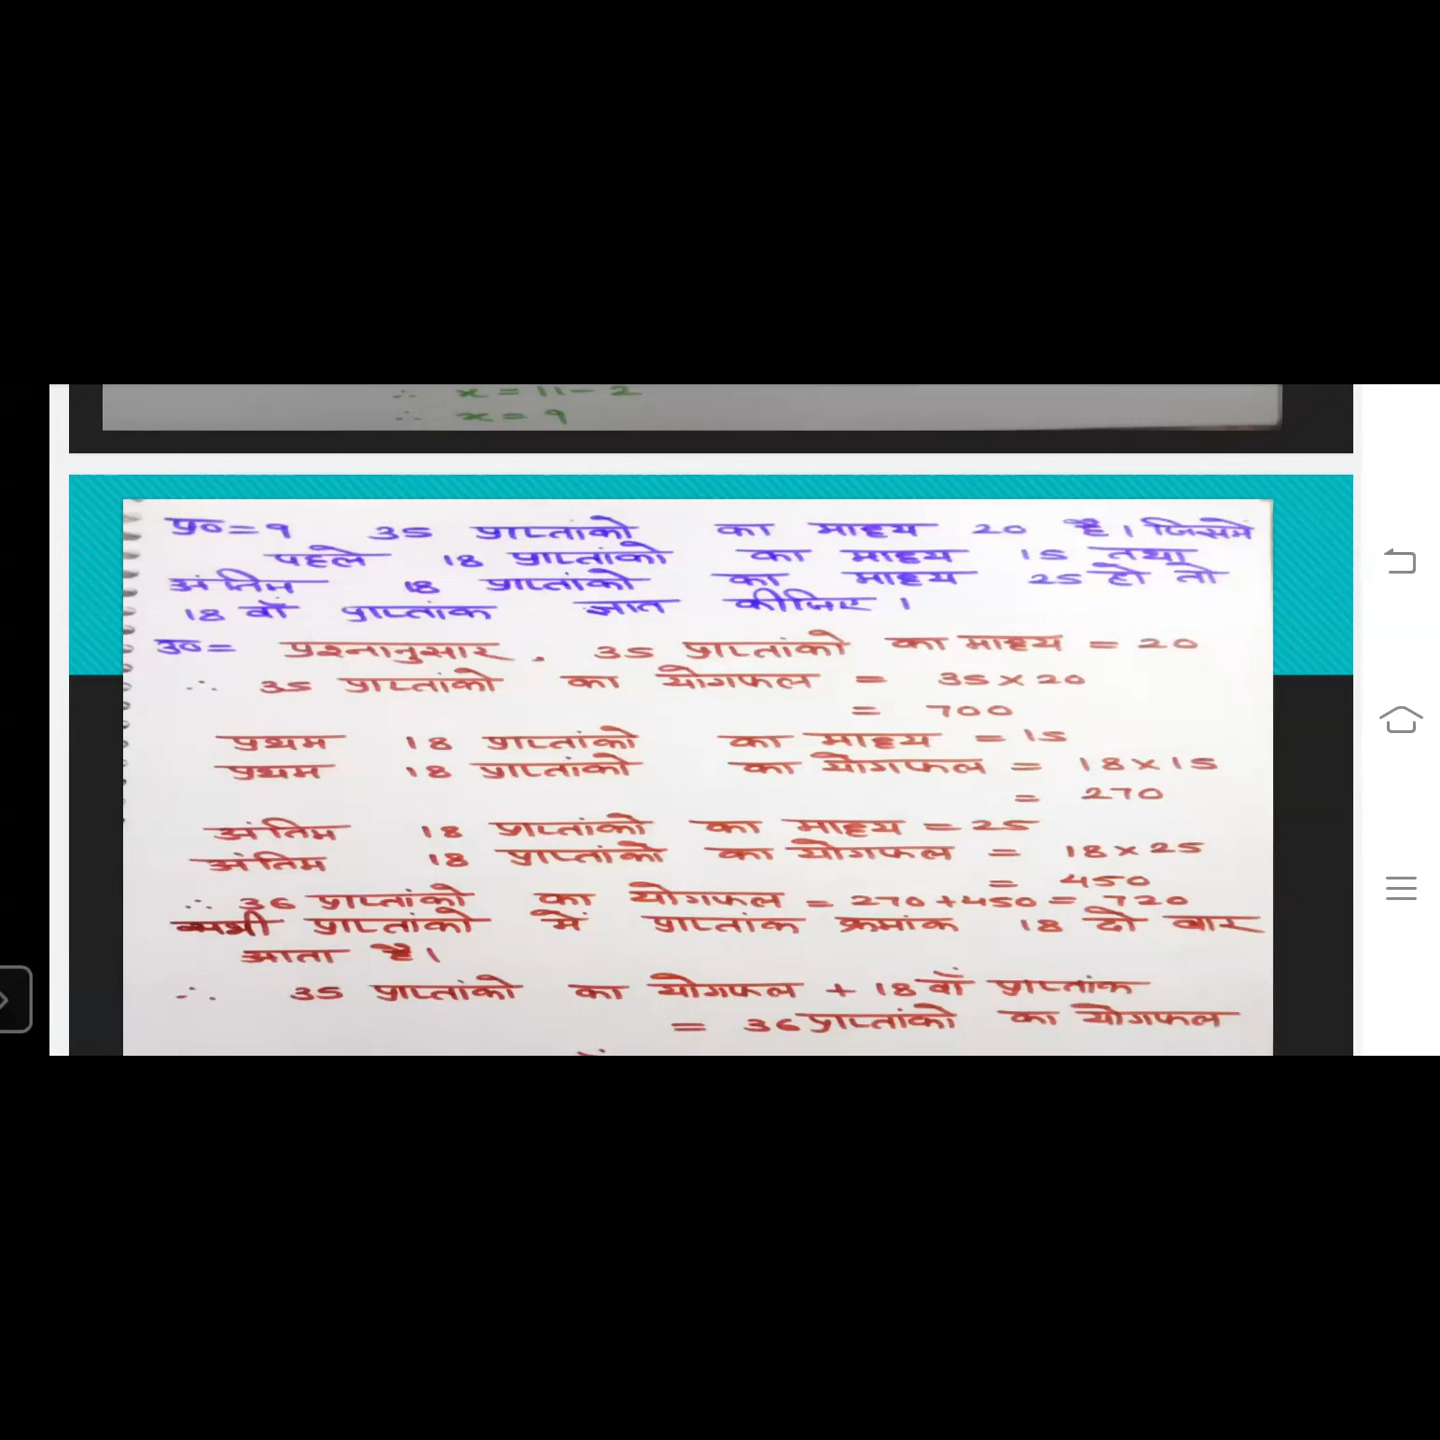 ∴ x = 11 - 2
∴ x = 9
प्र० = 9 35 प्राप्तांको का माध्य 20 है। जिसमें
पहले 18 प्राप्तांको का माध्य 15 तथा
अंतिम 18 प्राप्तांको का माध्य 25 हो तो
18 वाँ प्राप्तांक ज्ञात कीजिए।
उ० = प्रश्नानुसार, 35 प्राप्तांको का माध्य = 20
∴ 35 प्राप्तांको का योगफल = 35 × 20
= 700
प्रथम 18 प्राप्तांको का माध्य = 15
प्रथम 18 प्राप्तांको का योगफल = 18 × 15
= 270
अंतिम 18 प्राप्तांको का माध्य = 25
अंतिम 18 प्राप्तांको का योगफल = 18 × 25
= 450
∴ 36 प्राप्तांको का योगफल = 270 + 450 = 720
प्राप्तांको में प्राप्तांक क्रमांक 18 दो बार
आता है।
∴ 35 प्राप्तांको का योगफल + 18 वाँ प्राप्तांक
= 36 प्राप्तांको का योगफल